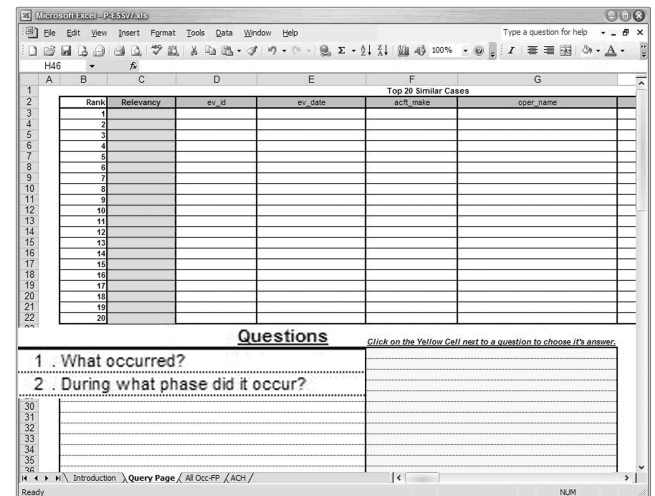 Microsoft Excel - P-ESSV7.xls
File Edit View Insert Format Tools Data Window Help Type a question for help
100%
H46 fx
A B C D E F G
1 Top 20 Similar Cases
2 Rank Relevancy ev_id ev_date acft_make oper_name
3 1
4 2
5 3
6 4
7 5
8 6
9 7
10 8
11 9
12 10
13 11
14 12
15 13
16 14
17 15
18 16
19 17
20 18
21 19
22 20
Questions Click on the Yellow Cell next to a question to choose it's answer.
1 . What occurred?
2 . During what phase did it occur?
30
31
32
33
34
35
36
Introduction Query Page All Occ-FP ACH
Ready NUM